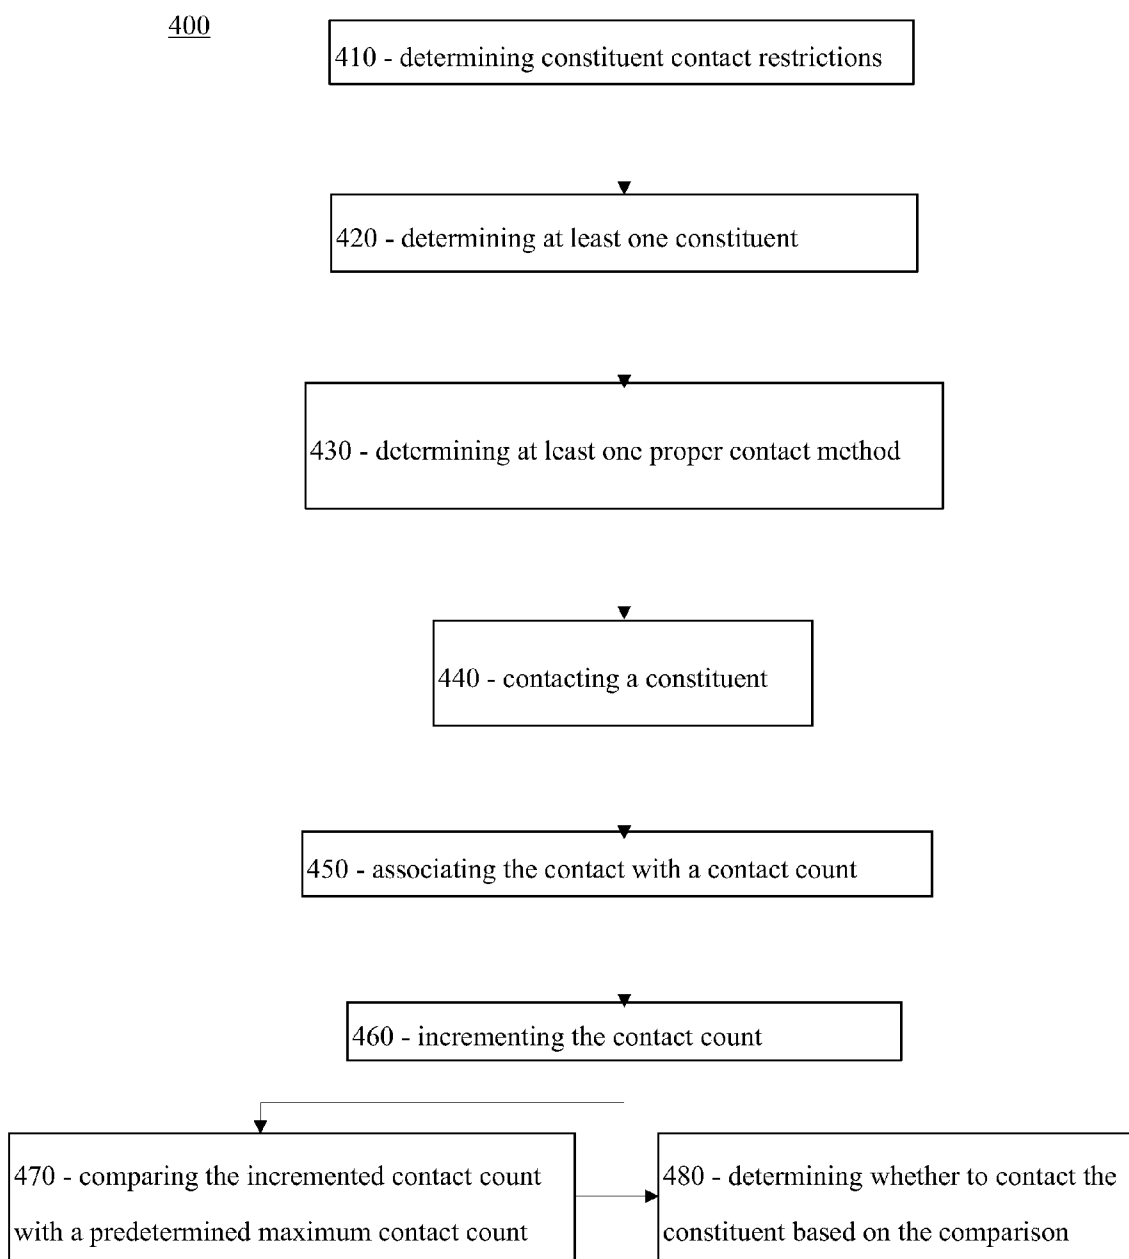 400
410 - determining constituent contact restrictions
420 - determining at least one constituent
430 - determining at least one proper contact method
440 - contacting a constituent
450 - associating the contact with a contact count
460 - incrementing the contact count
470 - comparing the incremented contact count
with a predetermined maximum contact count
480 - determining whether to contact the
constituent based on the comparison